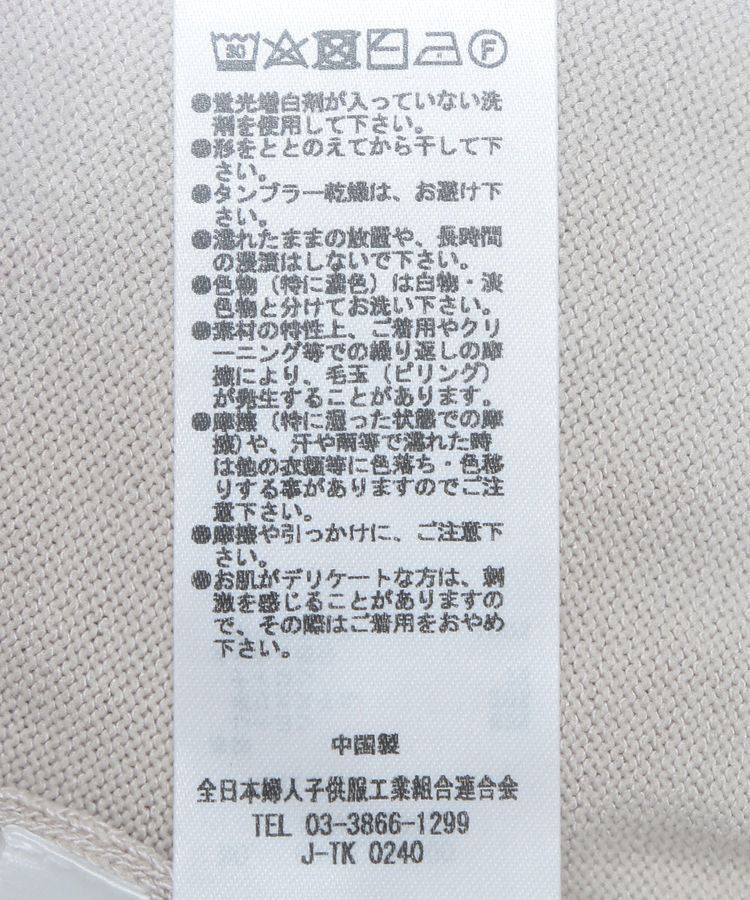 30
F
●蛍光増白剤が入っていない洗
剤を使用して下さい。
●形をととのえてから干して下
さい。
●タンブラー乾燥は、お避け下
さい。
●濡れたままの放置や、長時間
の浸漬はしないで下さい。
●色物(特に濃色)は白物・淡
色物と分けてお洗い下さい。
●素材の特性上、ご着用やクリ
ーニング等での繰り返しの摩
擦により、毛玉(ピリング)
が発生することがあります。
●摩擦(特に湿った状態での摩
擦)や、汗や雨等で濡れた時
は他の衣類等に色落ち・色移
りする事がありますのでご注
意下さい。
●摩擦や引っかけに、ご注意下
さい。
●お肌がデリケートな方は、刺
激を感じることがありますの
で、その際はご着用をおやめ
下さい。
中国製
全日本婦人子供服工業組合連合会
TEL 03-3866-1299
J-TK 0240